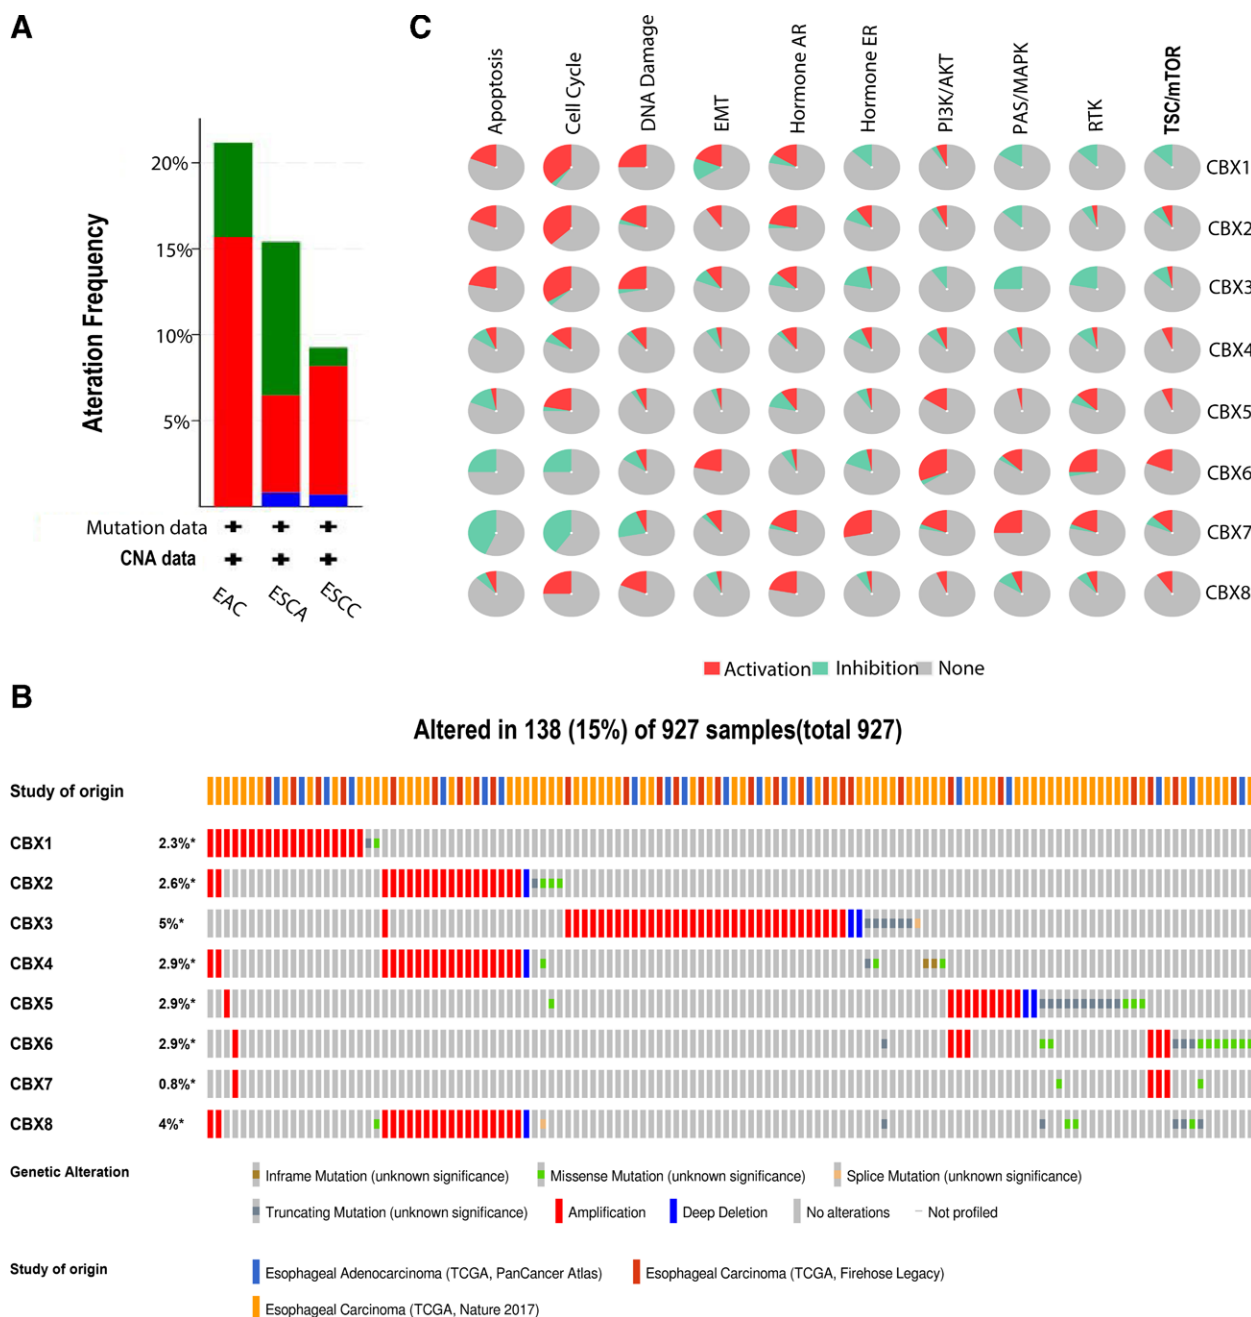 A
Ateration Frequency
20%
15%
10%
5%
Mutation data
CNA data
EAC
ESCA
ESCC
C
Apoptosis
Cell Cycle
DNA Damage
EMT
Hormone AR
Hormone ER
PI3K/AKT
PAS/MAPK
RTK
TSC/mTOR
CBX1
CBX2
CBX3
CBX4
CBX5
CBX6
CBX7
CBX8
Activation Inhibition None
B
Altered in 138 (15%) of 927 samples(total 927)
Study of origin
CBX1 2.3%*
CBX2 2.6%*
CBX3 5%*
CBX4 2.9%*
CBX5 2.9%*
CBX6 2.9%*
CBX7 0.8%*
CBX8 4%*
Genetic Alteration Inframe Mutation (unknown significance) Missense Mutation (unknown significance) Splice Mutation (unknown significance)
Truncating Mutation (unknown significance) Amplification Deep Deletion No alterations Not profiled
Study of origin Esophageal Adenocarcinoma (TCGA, PanCancer Atlas) Esophageal Carcinoma (TCGA, Firehose Legacy)
Esophageal Carcinoma (TCGA, Nature 2017)